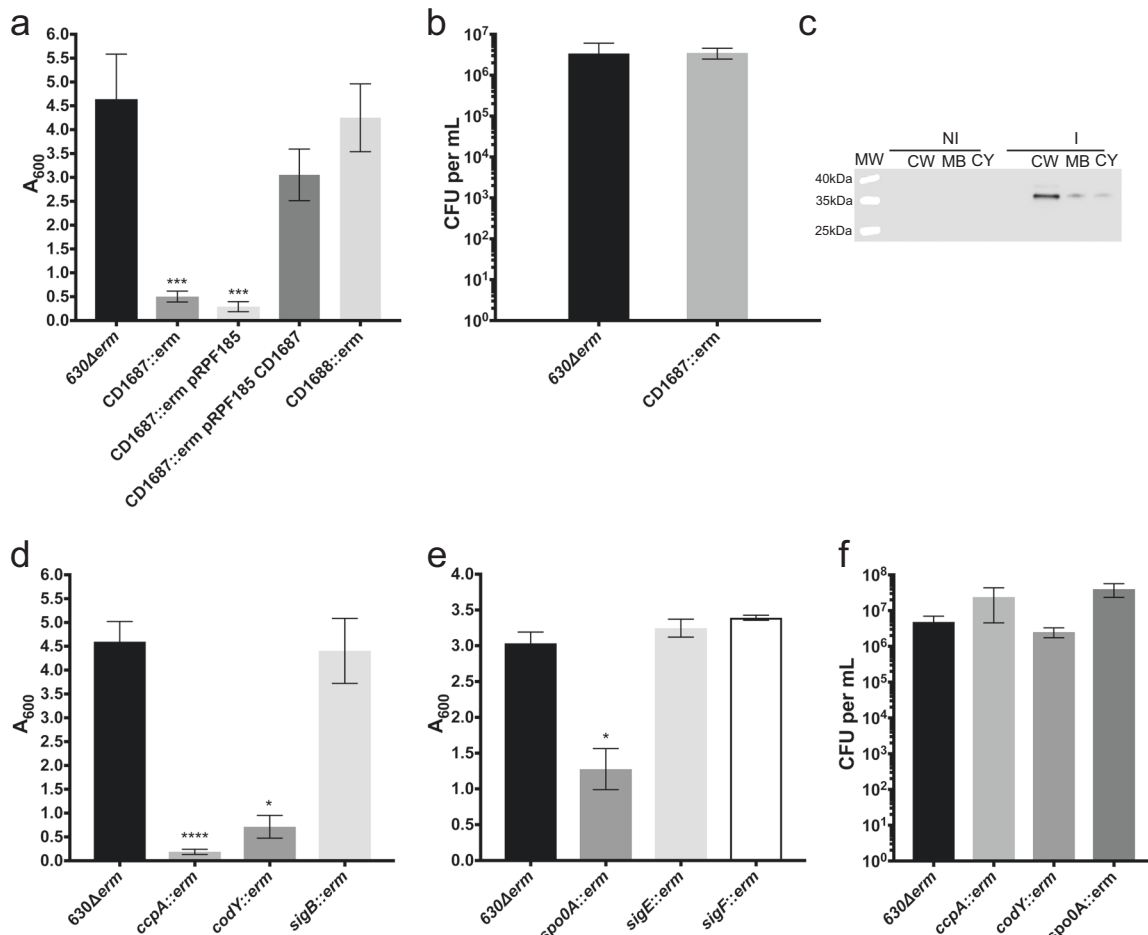 a
6.0
5.5
5.0
4.5
4.0
3.5
3.0
2.5
2.0
1.5
1.0
0.5
0.0
A600
***
***
630Δerm
CD1687::erm
CD1687::erm pRPF185
CD1687::erm pRPF185 CD1687
CD1688::erm
b
10^7
10^6
10^5
10^4
10^3
10^2
10^1
10^0
CFU per mL
630Δerm
CD1687::erm
c
NI I
MW CW MB CY CW MB CY
40kDa
35kDa
25kDa
d
6.0
5.5
5.0
4.5
4.0
3.5
3.0
2.5
2.0
1.5
1.0
0.5
0.0
A600
****
*
630Δerm
ccpA::erm
codY::erm
sigB::erm
e
4.0
3.5
3.0
2.5
2.0
1.5
1.0
0.5
0.0
A600
*
630Δerm
spo0A::erm
sigE::erm
sigF::erm
f
10^8
10^7
10^6
10^5
10^4
10^3
10^2
10^1
10^0
CFU per mL
630Δerm
ccpA::erm
codY::erm
spo0A::erm